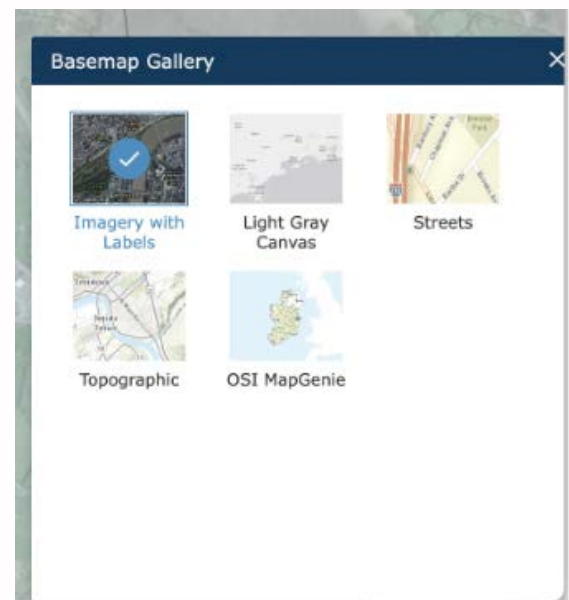 Basemap Gallery
Imagery with
Labels
Light Gray
Canvas
Streets
Topographic
OSI MapGenie